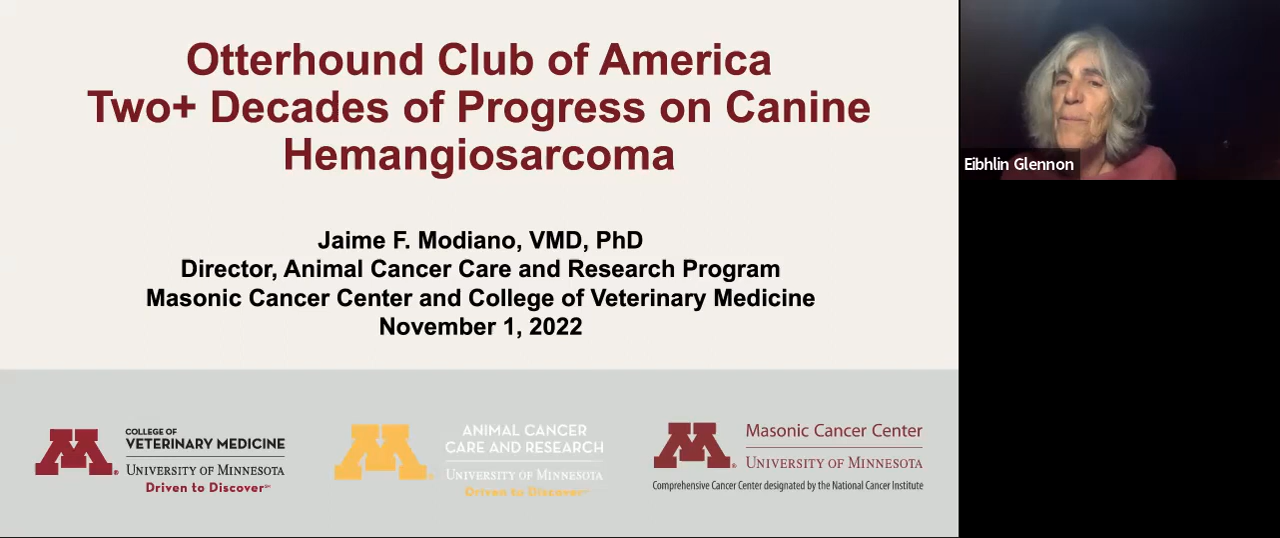 Otterhound Club of America
Two+ Decades of Progress on Canine
Hemangiosarcoma
Jaime F. Modiano, VMD, PhD
Director, Animal Cancer Care and Research Program
Masonic Cancer Center and College of Veterinary Medicine
November 1, 2022
COLLEGE OF
VETERINARY MEDICINE
UNIVERSITY OF MINNESOTA
Driven to Discover℠
ANIMAL CANCER
CARE AND RESEARCH
UNIVERSITY OF MINNESOTA
Driven to Discover℠
Masonic Cancer Center
UNIVERSITY OF MINNESOTA
Comprehensive Cancer Center designated by the National Cancer Institute
Eibhlin Glennon